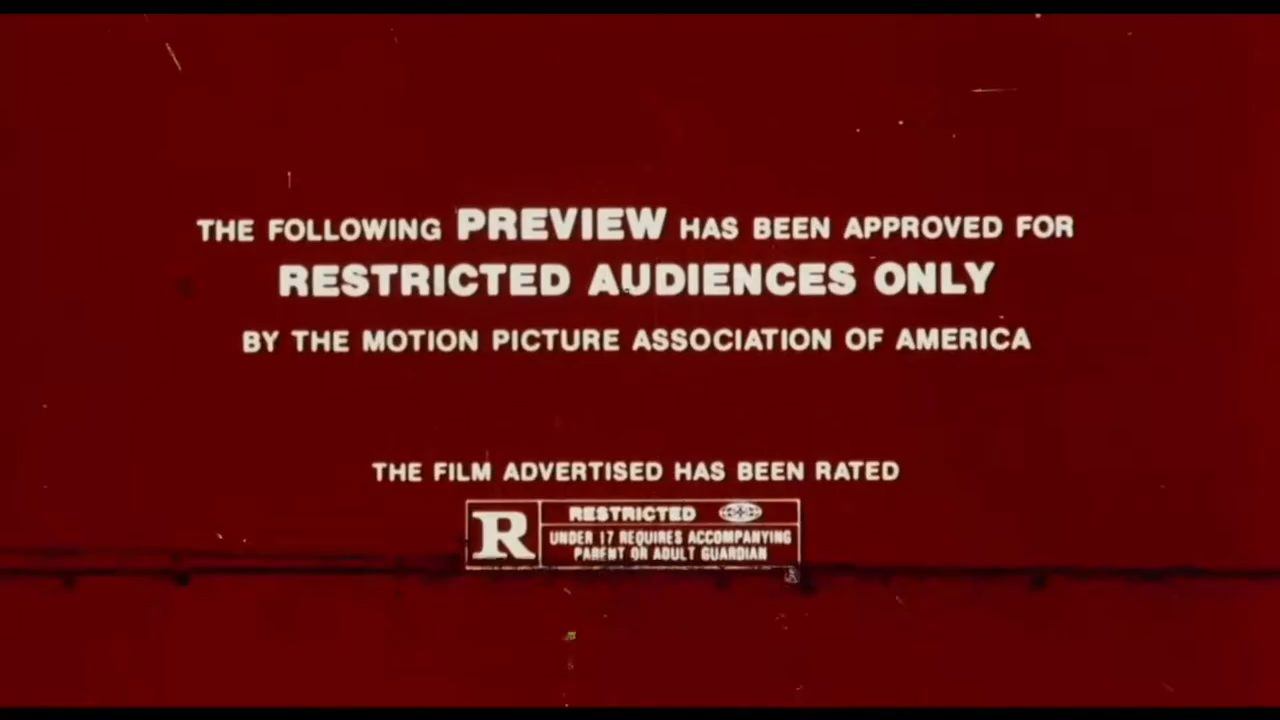 THE FOLLOWING PREVIEW HAS BEEN APPROVED FOR
RESTRICTED AUDIENCES ONLY
BY THE MOTION PICTURE ASSOCIATION OF AMERICA
THE FILM ADVERTISED HAS BEEN RATED
R RESTRICTED
UNDER 17 REQUIRES ACCOMPANYING
PARENT OR ADULT GUARDIAN